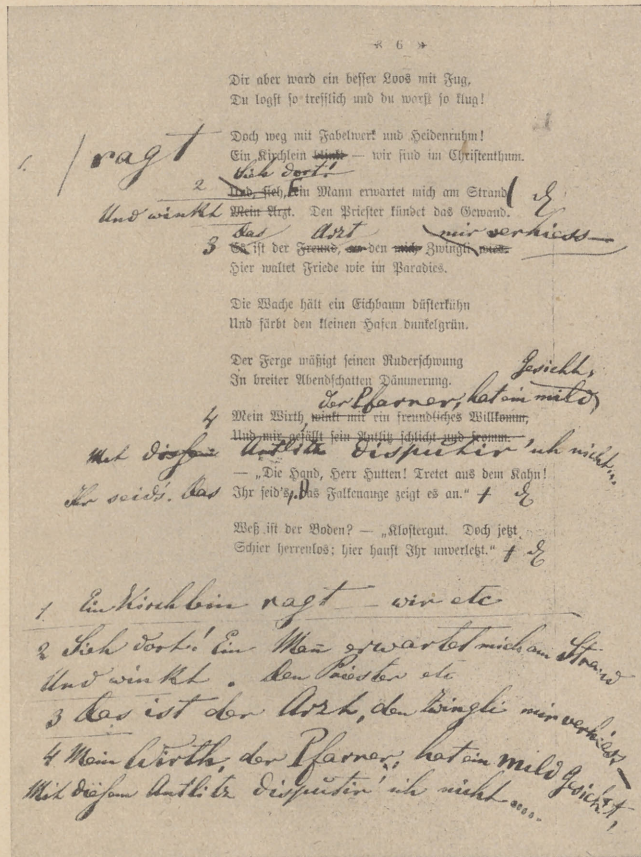 « 6 »
Dir aber ward ein besser Loos mit Fug,
Du logst so trefflich und du warst so klug!
Doch weg mit Fabelwerk und Heidenruhm!
1. / ragt
Ein Kirchlein blinkt — wir sind im Christenthum.
Sieh dort!
2 Und, sieh, Ein Mann erwartet mich am Strand
Und winkt Mein Arzt. Den Priester kündet das Gewand.
das Arzt mir verhiess—
3 Es ist der Freund, an den mich Zwingli wies.
Hier waltet Friede wie im Paradies.
Die Wache hält ein Eichbaum düsterkühn
Und färbt den kleinen Hafen dunkelgrün.
Der Ferge mäßigt seinen Ruderschwung
In breiter Abendschatten Dämmerung.
der Pfarrer, hat ein mild Gesicht,
4 Mein Wirth, winkt mir ein freundliches Willkomm,
Und mir gefällt sein Antlitz schlicht und fromm.
Mit diesem Antlitz disputir' ich nicht...
— „Die Hand, Herr Hutten! Tretet aus dem Kahn!
Ihr seid's. Das
Ihr seid's, das Falkenauge zeigt es an."
Weß ist der Boden? — „Klostergut. Doch jetzt
Schier herrenlos; hier haust Ihr unverletzt."
1. Ein Kirchlein ragt — wir etc
2 Sieh dort! Ein Mañ erwartet mich am Strand
Und winkt. Den Priester etc
3 Das ist der Arzt, den Zwingli mir verhiess—
4 Mein Wirth, der Pfarrer, hat ein mild Gesicht,
Mit diesem Antlitz disputir' ich nicht....